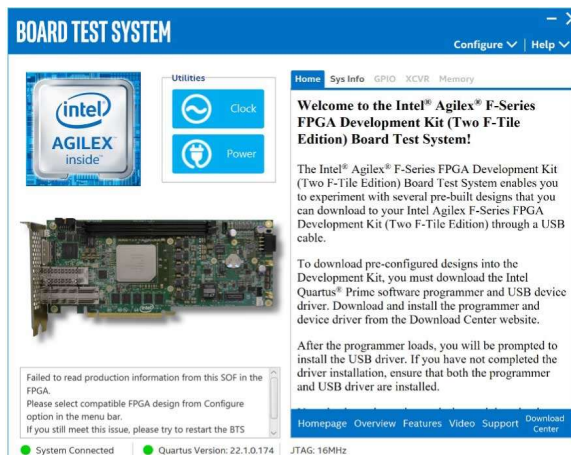 BOARD TEST SYSTEM
Configure
Help
intel
AGILEX™
inside™
Utilities
Clock
Power
Home Sys Info GPIO XCVR Memory
Welcome to the Intel® Agilex® F-Series
FPGA Development Kit (Two F-Tile
Edition) Board Test System!
The Intel® Agilex® F-Series FPGA Development Kit
(Two F-Tile Edition) Board Test System enables you
to experiment with several pre-built designs that you
can download to your Intel Agilex F-Series FPGA
Development Kit (Two F-Tile Edition) through a USB
cable.
To download pre-configured designs into the
Development Kit, you must download the Intel
Quartus® Prime software programmer and USB device
driver. Download and install the programmer and
device driver from the Download Center website.
After the programmer loads, you will be prompted to
install the USB driver. If you have not completed the
driver installation, ensure that both the programmer
and USB driver are installed.
Failed to read production information from this SOF in the
FPGA.
Please select compatible FPGA design from Configure
option in the menu bar.
If you still meet this issue, please try to restart the BTS
Homepage Overview Features Video Support Download Center
System Connected
Quartus Version: 22.1.0.174
JTAG: 16MHz